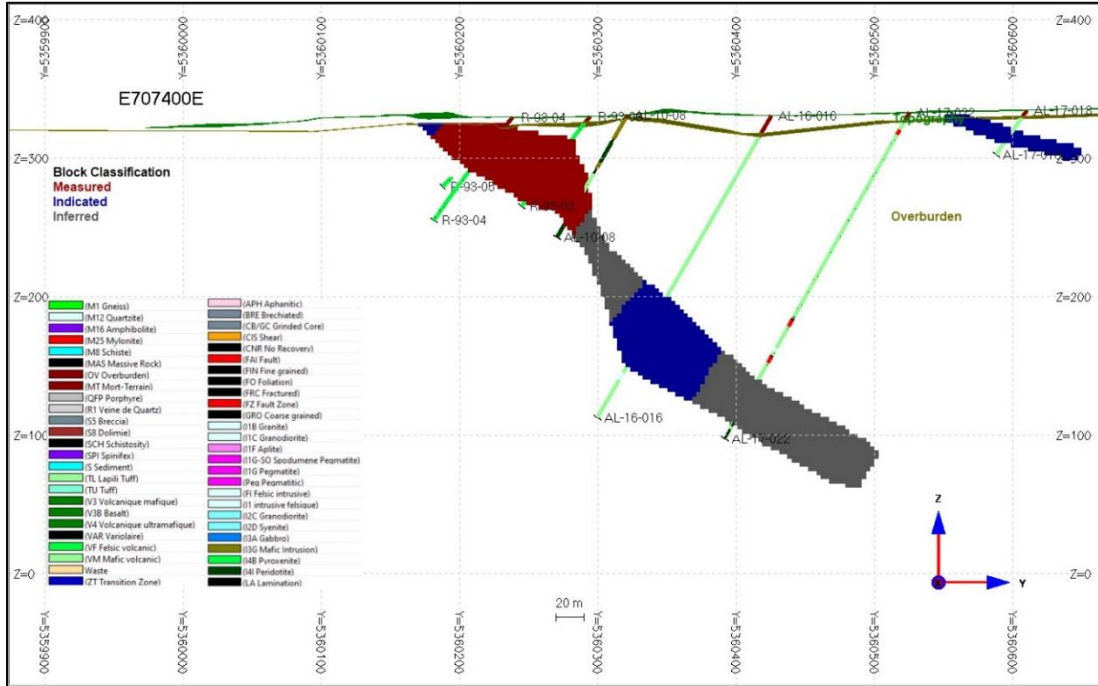 Z=400
Y=5359900
Y=5360000
Y=5360100
Y=5360200
Y=5360300
Y=5360400
Y=5360500
Y=5360600
Z=400
E707400E
R-93-04
AL-10-08
AL-16-016
AL-17-022
Topography
AL-17-018
Z=300
Block Classification
Measured
Indicated
Inferred
R-93-05
R-93-04
AL-10-08
Overburden
Z=200
Z=200
(M1 Gneiss)
(M12 Quartzite)
(M16 Amphibolite)
(M25 Mylonite)
(M8 Schiste)
(MAS Massive Rock)
(OV Overburden)
(MT Mort-Terrain)
(QFP Porphyre)
(R1 Veine de Quartz)
(S5 Breccia)
(S8 Dolimie)
(SCH Schistosity)
(SPI Spinifex)
(S Sediment)
(TL Lapili Tuff)
(TU Tuff)
(V3 Volcanique mafique)
(V3B Basalt)
(V4 Volcanique ultramafique)
(VAR Variolaire)
(VF Felsic volcanic)
(VM Mafic volcanic)
Waste
(ZT Transition Zone)
(APH Aphanitic)
(BRE Brechiated)
(CB/GC Grinded Core)
(CIS Shear)
(CNR No Recovery)
(FAI Fault)
(FIN Fine grained)
(FO Foliation)
(FRC Fractured)
(FZ Fault Zone)
(GRO Coarse grained)
(I1B Granite)
(I1C Granodiorite)
(I1F Aplite)
(I1G-SO Spodumene Pegmatite)
(I1G Pegmatite)
(Peg Pegmatitic)
(FI Felsic intrusive)
(I1 intrusive felsique)
(I2C Granodiorite)
(I2D Syenite)
(I3A Gabbro)
(I3G Mafic Intrusion)
(I4B Pyroxenite)
(I4I Peridotite)
(LA Lamination)
AL-16-016
Z=100
Z=100
Z=0
Z=0
Z
Y
20 m
Y=5359900
Y=5360000
Y=5360100
Y=5360200
Y=5360300
Y=5360400
Y=5360500
Y=5360600